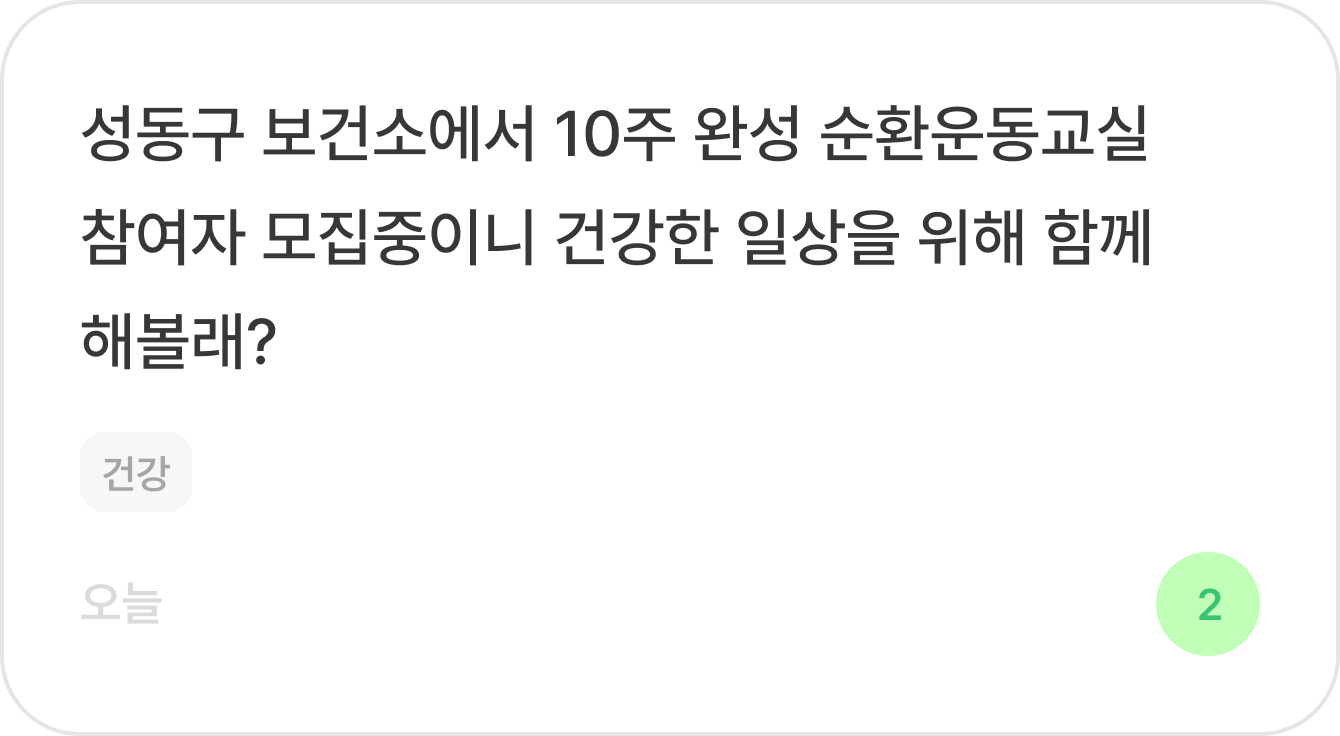 성동구 보건소에서 10주 완성 순환운동교실
참여자 모집중이니 건강한 일상을 위해 함께
해볼래?
건강
오늘
2